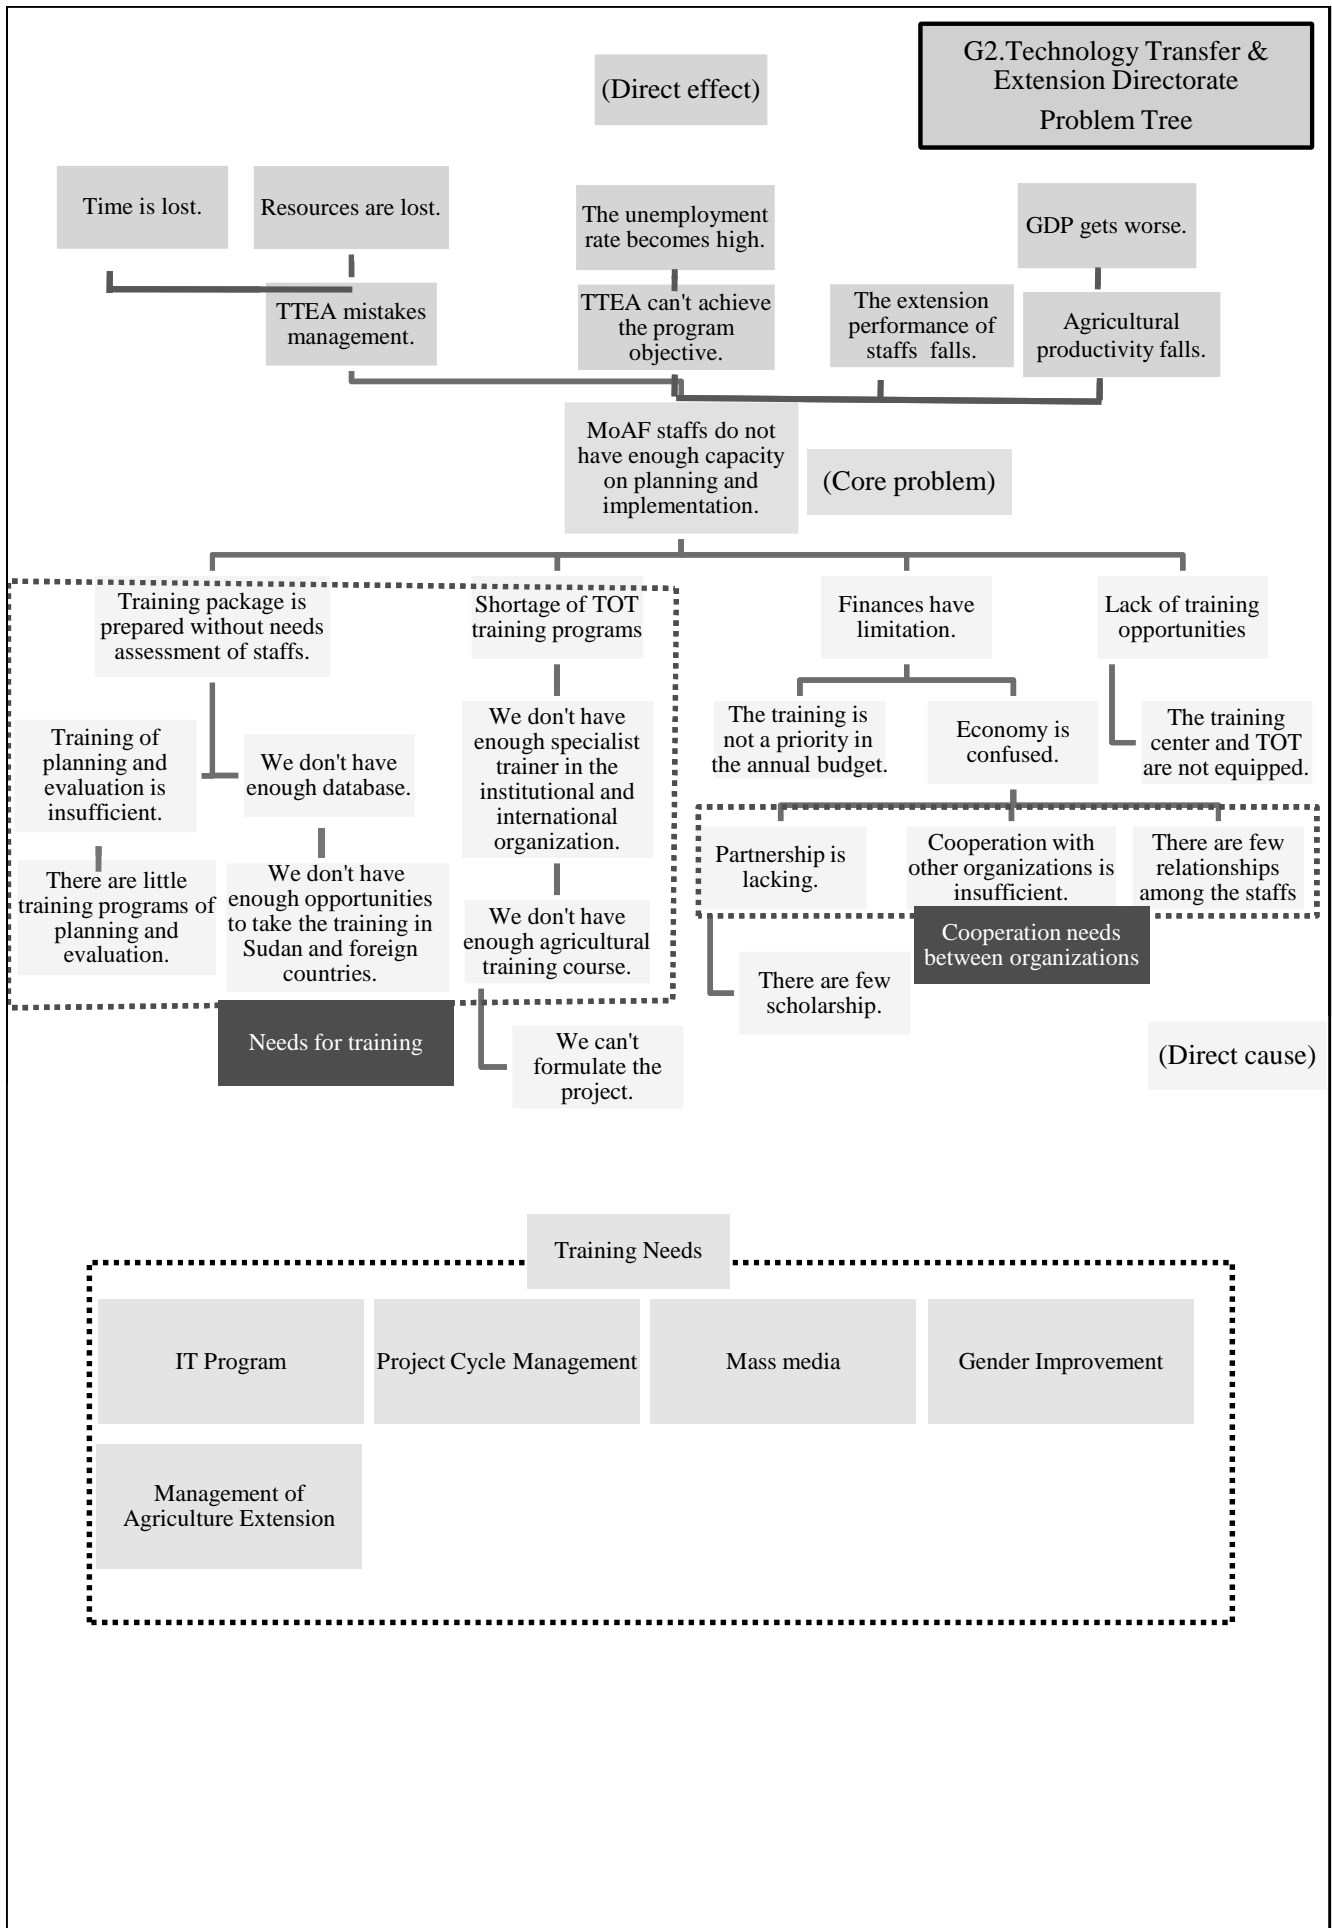 G2.Technology Transfer &
Extension Directorate
Problem Tree
(Direct effect)
Time is lost.
Resources are lost.
The unemployment
rate becomes high.
GDP gets worse.
TTEA mistakes
management.
TTEA can't achieve
the program
objective.
The extension
performance of
staffs falls.
Agricultural
productivity falls.
MoAF staffs do not
have enough capacity
on planning and
implementation.
(Core problem)
Training package is
prepared without needs
assessment of staffs.
Shortage of TOT
training programs
Finances have
limitation.
Lack of training
opportunities
Training of
planning and
evaluation is
insufficient.
We don't have
enough database.
We don't have
enough specialist
trainer in the
institutional and
international
organization.
The training is
not a priority in
the annual budget.
Economy is
confused.
The training
center and TOT
are not equipped.
There are little
training programs of
planning and
evaluation.
We don't have
enough opportunities
to take the training in
Sudan and foreign
countries.
We don't have
enough agricultural
training course.
Partnership is
lacking.
Cooperation with
other organizations is
insufficient.
There are few
relationships
among the staffs
Cooperation needs
between organizations
There are few
scholarship.
Needs for training
We can't
formulate the
project.
(Direct cause)
Training Needs
IT Program
Project Cycle Management
Mass media
Gender Improvement
Management of
Agriculture Extension